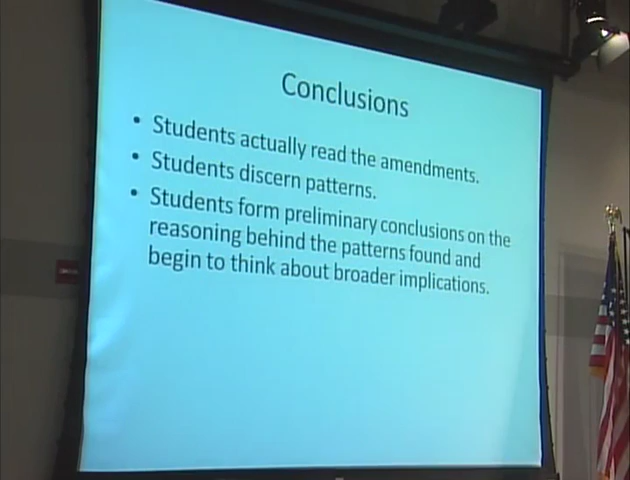 Conclusions
• Students actually read the amendments.
• Students discern patterns.
• Students form preliminary conclusions on the
reasoning behind the patterns found and
begin to think about broader implications.